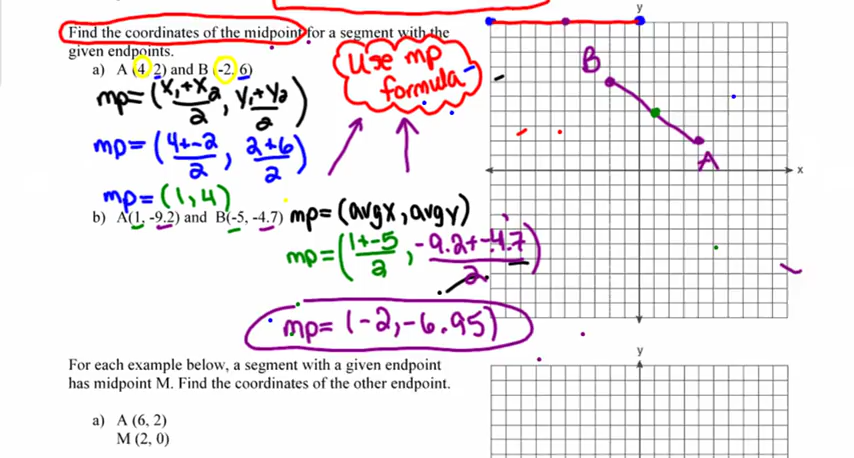 y
Find the coordinates of the midpoint for a segment with the
given endpoints.
a) A (4, 2) and B (-2, 6)
Use mp
formula
mp=(x₁+x₂/2, y₁+y₂/2)
mp=(4+-2/2, 2+6/2)
mp=(1,4)
B
A
x
b) A(1, -9.2) and B(-5, -4.7) mp=(avgx,avgy)
mp=(1+-5/2, -9.2+-4.7/2)
mp=(-2,-6.95)
For each example below, a segment with a given endpoint
has midpoint M. Find the coordinates of the other endpoint.
y
a) A (6, 2)
M (2, 0)